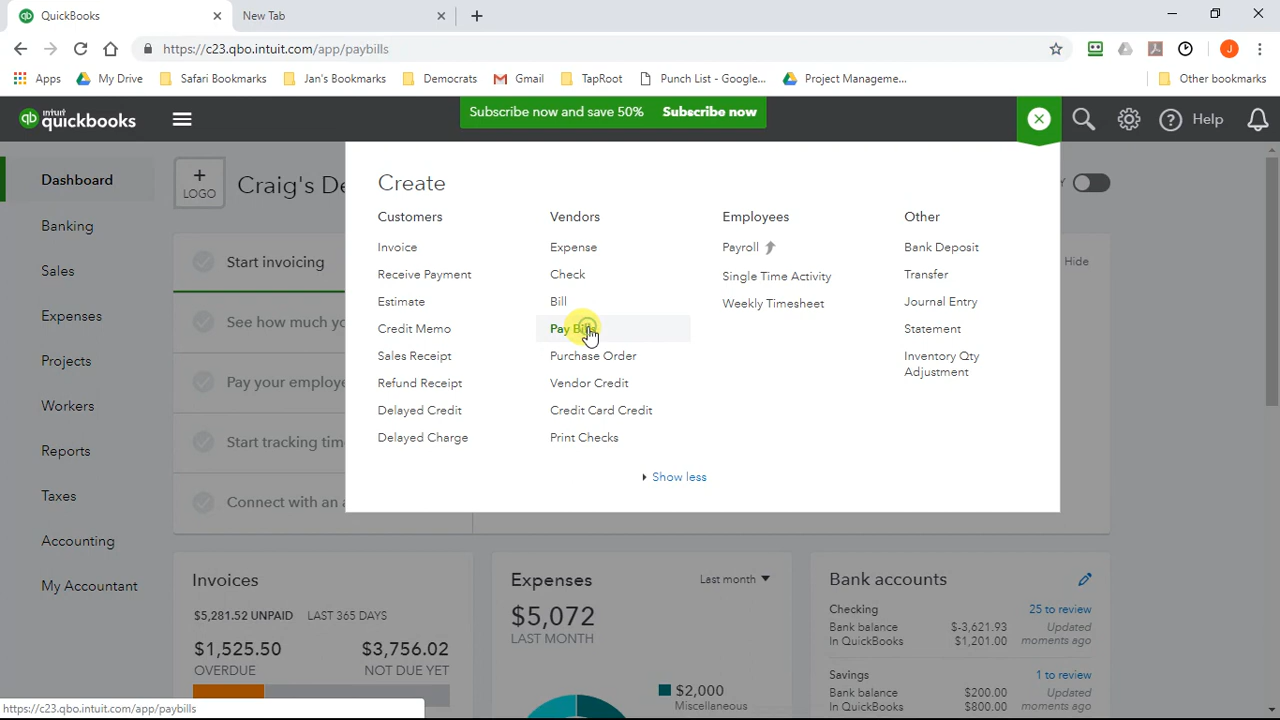 QuickBooks
New Tab
https://c23.qbo.intuit.com/app/paybills
Apps
My Drive
Safari Bookmarks
Jan's Bookmarks
Democrats
Gmail
TapRoot
Punch List - Google...
Project Manageme...
Other bookmarks
intuit
quickbooks
Subscribe now and save 50% Subscribe now
Help
Dashboard
Banking
Sales
Expenses
Projects
Workers
Reports
Taxes
Accounting
My Accountant
+
LOGO
Craig's De
Y
Start invoicing
See how much yo
Pay your employe
Start tracking time
Connect with an a
Hide
Create
Customers
Invoice
Receive Payment
Estimate
Credit Memo
Sales Receipt
Refund Receipt
Delayed Credit
Delayed Charge
Vendors
Expense
Check
Bill
Pay Bills
Purchase Order
Vendor Credit
Credit Card Credit
Print Checks
Employees
Payroll
Single Time Activity
Weekly Timesheet
Other
Bank Deposit
Transfer
Journal Entry
Statement
Inventory Qty
Adjustment
Show less
Invoices
$5,281.52 UNPAID LAST 365 DAYS
$1,525.50 $3,756.02
OVERDUE NOT DUE YET
Expenses
Last month
$5,072
LAST MONTH
$2,000
Miscellaneous
Bank accounts
Checking 25 to review
Bank balance $-3,621.93 Updated
In QuickBooks $1,201.00 moments ago
Savings 1 to review
Bank balance $200.00 Updated
In QuickBooks $800.00 moments ago
https://c23.qbo.intuit.com/app/paybills